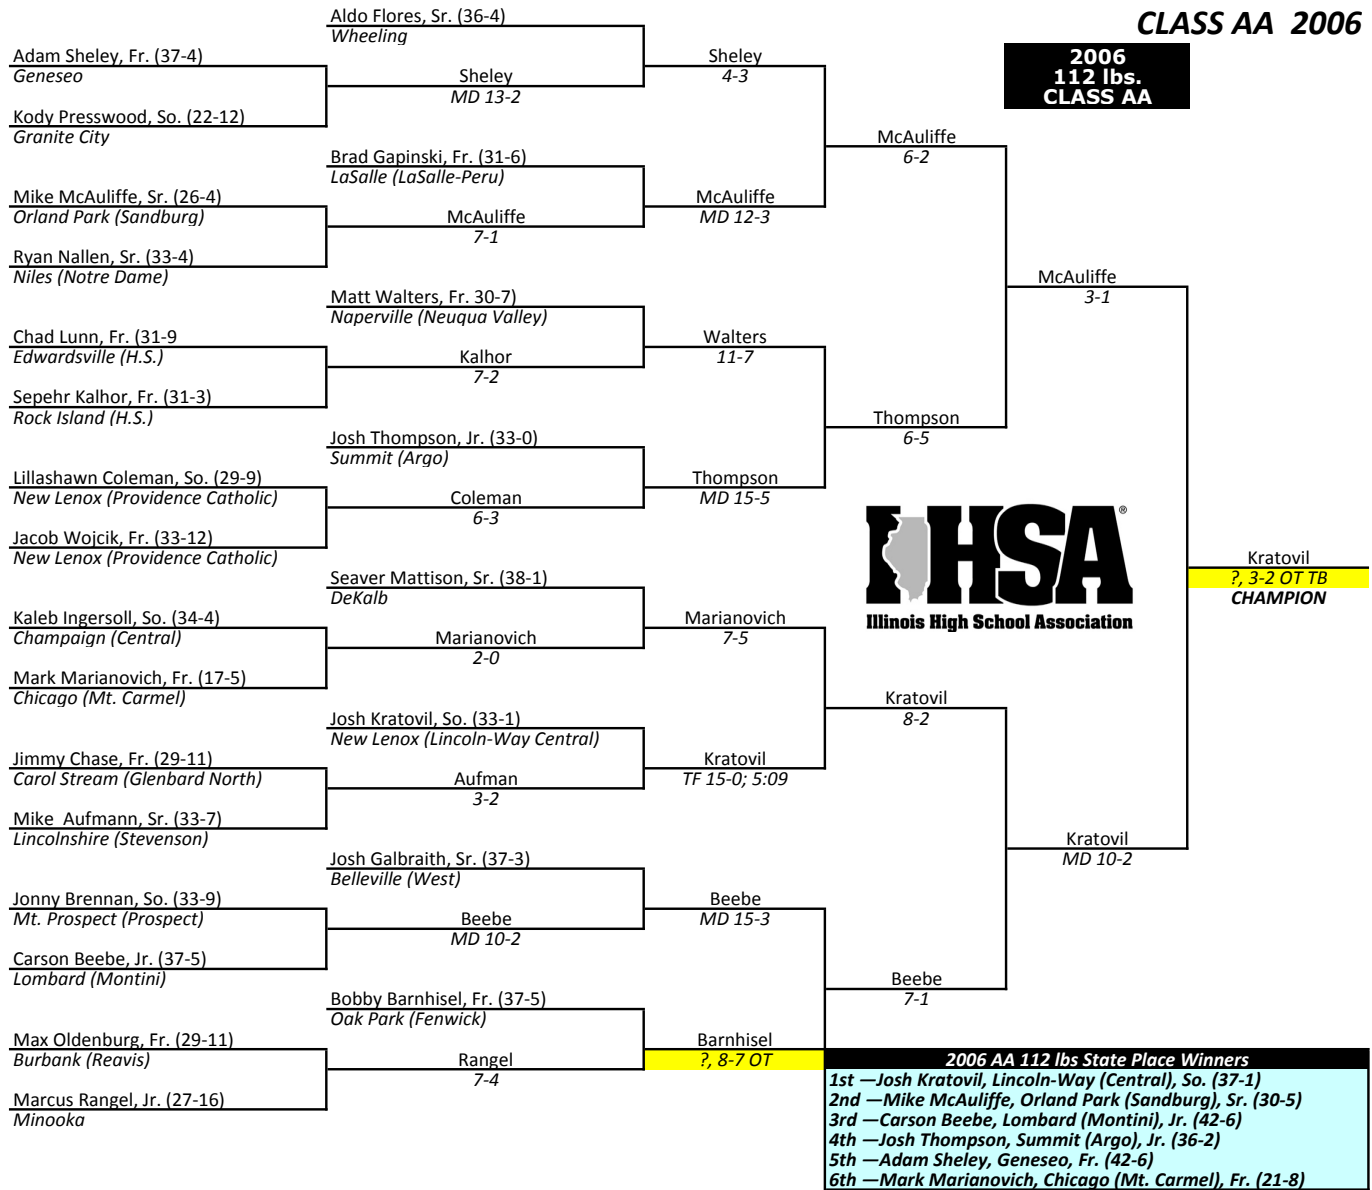 CLASS AA  2006
2006
112 lbs.
CLASS AA
Adam Sheley, Fr. (37-4)
Geneseo
Kody Presswood, So. (22-12)
Granite City
Mike McAuliffe, Sr. (26-4)
Orland Park (Sandburg)
Ryan Nallen, Sr. (33-4)
Niles (Notre Dame)
Chad Lunn, Fr. (31-9
Edwardsville (H.S.)
Sepehr Kalhor, Fr. (31-3)
Rock Island (H.S.)
Lillashawn Coleman, So. (29-9)
New Lenox (Providence Catholic)
Jacob Wojcik, Fr. (33-12)
New Lenox (Providence Catholic)
Kaleb Ingersoll, So. (34-4)
Champaign (Central)
Mark Marianovich, Fr. (17-5)
Chicago (Mt. Carmel)
Jimmy Chase, Fr. (29-11)
Carol Stream (Glenbard North)
Mike  Aufmann, Sr. (33-7)
Lincolnshire (Stevenson)
Jonny Brennan, So. (33-9)
Mt. Prospect (Prospect)
Carson Beebe, Jr. (37-5)
Lombard (Montini)
Max Oldenburg, Fr. (29-11)
Burbank (Reavis)
Marcus Rangel, Jr. (27-16)
Minooka
Aldo Flores, Sr. (36-4)
Wheeling
Sheley
MD 13-2
Brad Gapinski, Fr. (31-6)
LaSalle (LaSalle-Peru)
McAuliffe
7-1
Matt Walters, Fr. 30-7)
Naperville (Neuqua Valley)
Kalhor
7-2
Josh Thompson, Jr. (33-0)
Summit (Argo)
Coleman
6-3
Seaver Mattison, Sr. (38-1)
DeKalb
Marianovich
2-0
Josh Kratovil, So. (33-1)
New Lenox (Lincoln-Way Central)
Aufman
3-2
Josh Galbraith, Sr. (37-3)
Belleville (West)
Beebe
MD 10-2
Bobby Barnhisel, Fr. (37-5)
Oak Park (Fenwick)
Rangel
7-4
Sheley
4-3
McAuliffe
MD 12-3
Walters
11-7
Thompson
MD 15-5
Marianovich
7-5
Kratovil
TF 15-0; 5:09
Beebe
MD 15-3
Barnhisel
?, 8-7 OT
McAuliffe
6-2
Thompson
6-5
Kratovil
8-2
Beebe
7-1
McAuliffe
3-1
Kratovil
MD 10-2
Kratovil
?, 3-2 OT TB
CHAMPION
IHSA®
Illinois High School Association
2006 AA 112 lbs State Place Winners
1st —Josh Kratovil, Lincoln-Way (Central), So. (37-1)
2nd —Mike McAuliffe, Orland Park (Sandburg), Sr. (30-5)
3rd —Carson Beebe, Lombard (Montini), Jr. (42-6)
4th —Josh Thompson, Summit (Argo), Jr. (36-2)
5th —Adam Sheley, Geneseo, Fr. (42-6)
6th —Mark Marianovich, Chicago (Mt. Carmel), Fr. (21-8)